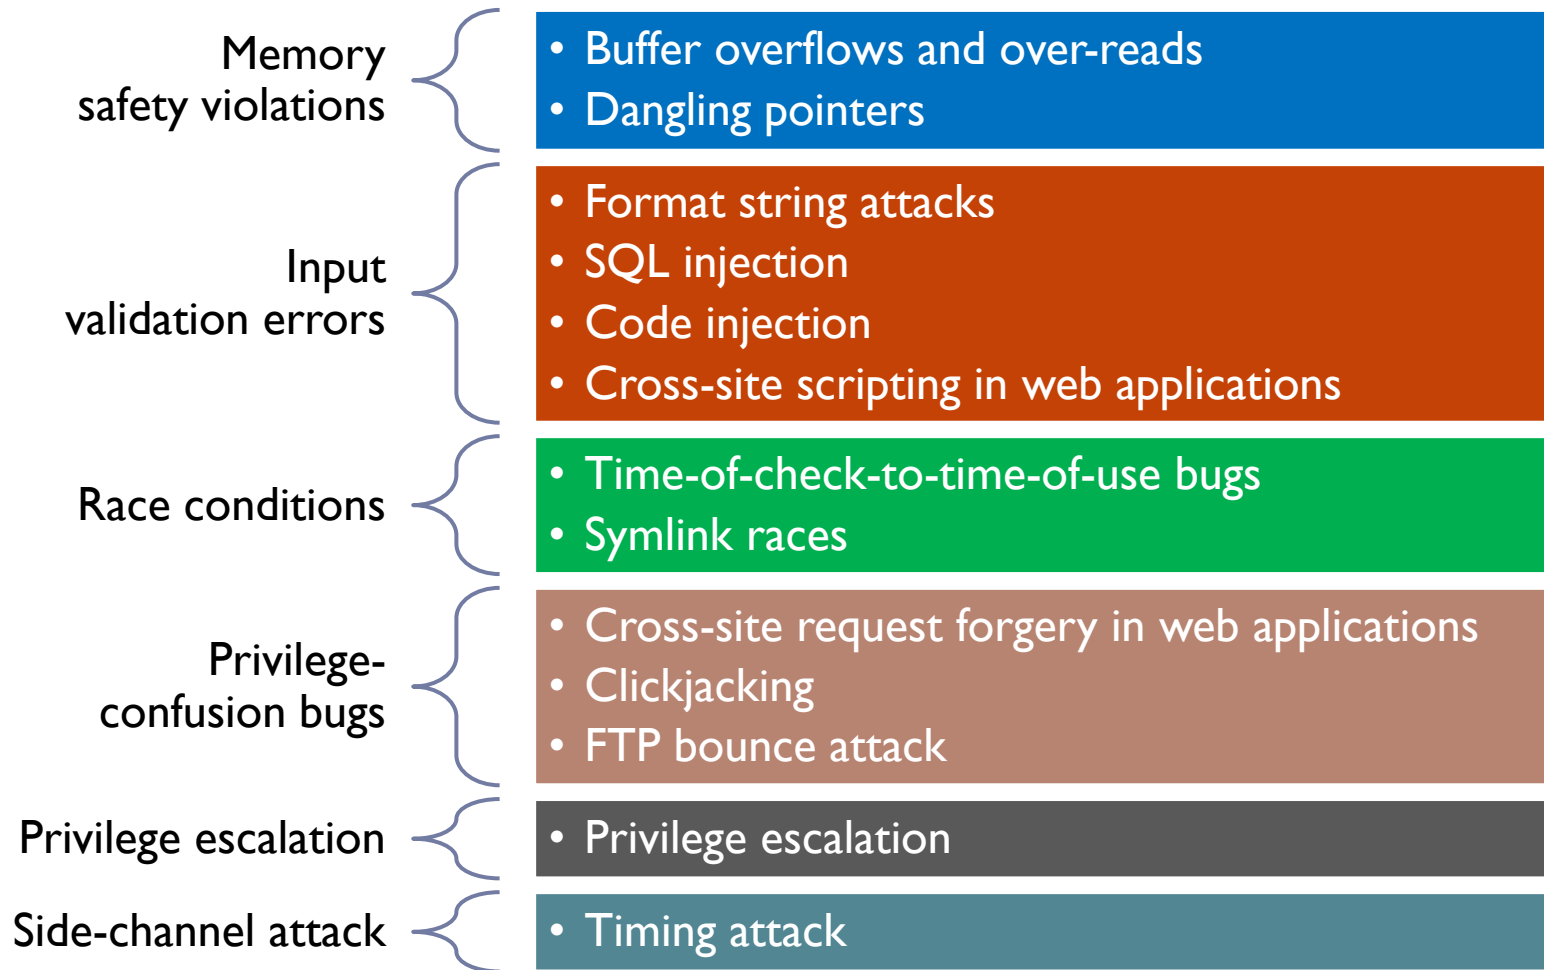 Memory
safety violations
• Buffer overflows and over-reads
• Dangling pointers
Input
validation errors
• Format string attacks
• SQL injection
• Code injection
• Cross-site scripting in web applications
Race conditions
• Time-of-check-to-time-of-use bugs
• Symlink races
Privilege-
confusion bugs
• Cross-site request forgery in web applications
• Clickjacking
• FTP bounce attack
Privilege escalation
• Privilege escalation
Side-channel attack
• Timing attack